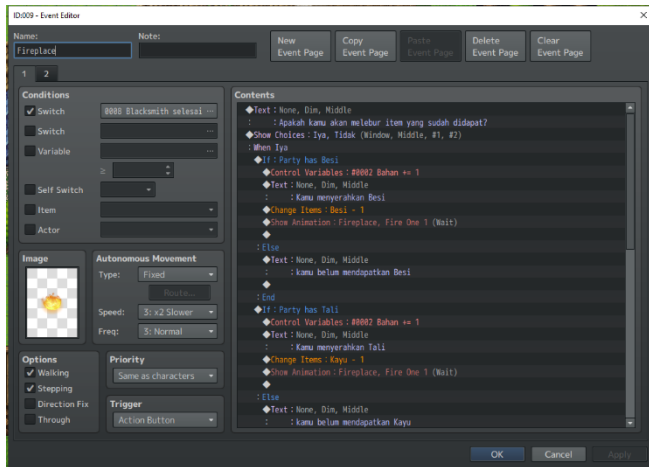 ID:009 - Event Editor
Name:
Note:
Fireplace
New Event Page
Copy Event Page
Paste Event Page
Delete Event Page
Clear Event Page
1 2
Conditions
Switch 0008 Blacksmith selesai ...
Switch ...
Variable ...
≥
Self Switch
Item
Actor
Image
Autonomous Movement
Type: Fixed
Route...
Speed: 3: x2 Slower
Freq: 3: Normal
Options
Walking
Stepping
Direction Fix
Through
Priority
Same as characters
Trigger
Action Button
Contents
◆Text : None, Dim, Middle
: : Apakah kamu akan melebur item yang sudah didapat?
◆Show Choices : Iya, Tidak (Window, Middle, #1, #2)
: When Iya
◆If : Party has Besi
◆Control Variables : #0002 Bahan += 1
◆Text : None, Dim, Middle
: : Kamu menyerahkan Besi
◆Change Items : Besi - 1
◆Show Animation : Fireplace, Fire One 1 (Wait)
◆
: Else
◆Text : None, Dim, Middle
: : kamu belum mendapatkan Besi
◆
: End
◆If : Party has Tali
◆Control Variables : #0002 Bahan += 1
◆Text : None, Dim, Middle
: : Kamu menyerahkan Tali
◆Change Items : Kayu - 1
◆Show Animation : Fireplace, Fire One 1 (Wait)
◆
: Else
◆Text : None, Dim, Middle
: : kamu belum mendapatkan Kayu
OK
Cancel
Apply